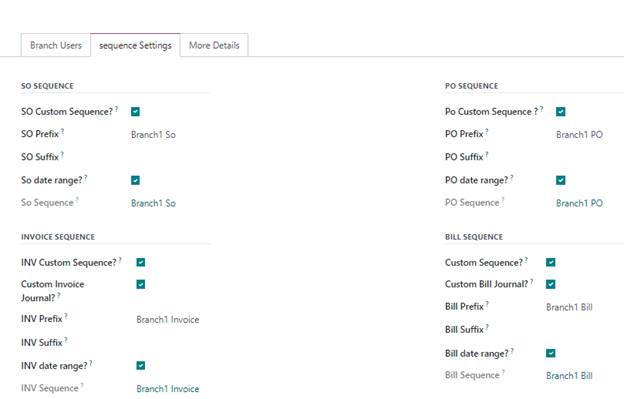 Branch Users
sequence Settings
More Details
SO SEQUENCE
SO Custom Sequence? ?
SO Prefix ? Branch1 So
SO Suffix ?
So date range? ?
So Sequence ? Branch1 So
PO SEQUENCE
Po Custom Sequence ? ?
PO Prefix ? Branch1 PO
PO Suffix ?
PO date range? ?
PO Sequence ? Branch1 PO
INVOICE SEQUENCE
INV Custom Sequence? ?
Custom Invoice
Journal? ?
INV Prefix ? Branch1 Invoice
INV Suffix ?
INV date range? ?
INV Sequence ? Branch1 Invoice
BILL SEQUENCE
Custom Sequence? ?
Custom Bill Journal? ?
Bill Prefix ? Branch1 Bill
Bill Suffix ?
Bill date range? ?
Bill Sequence ? Branch1 Bill